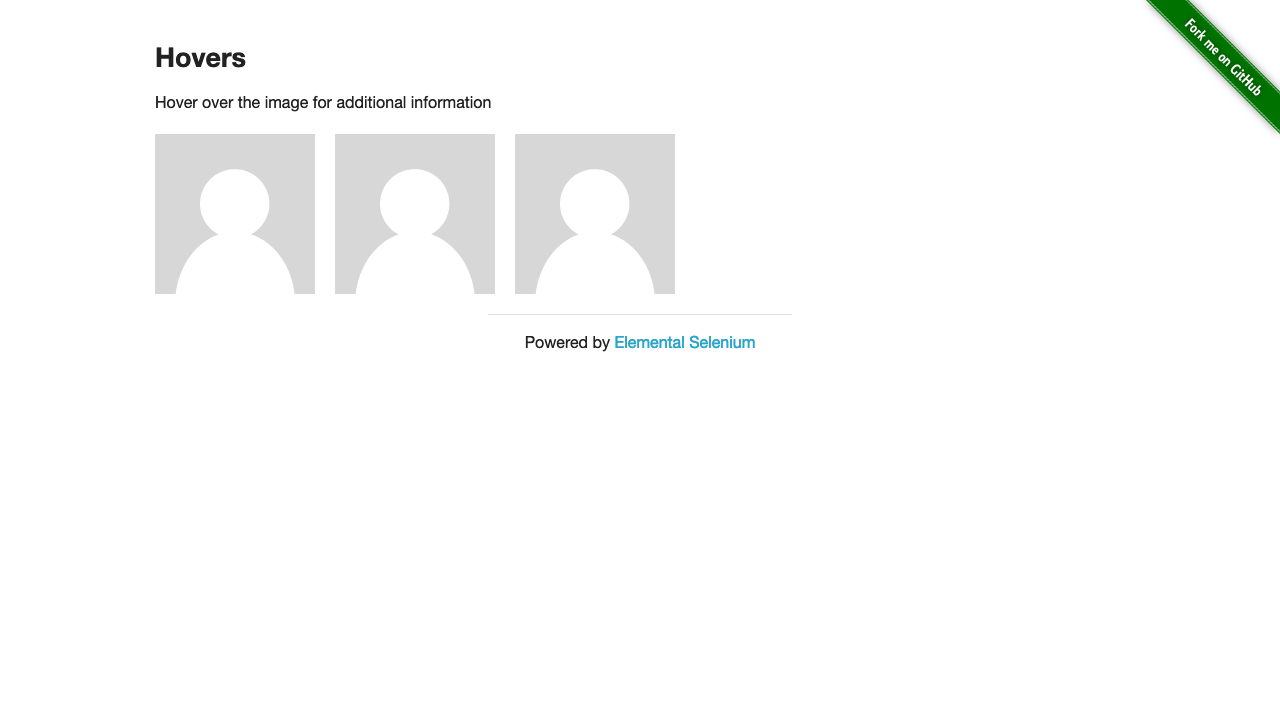 Hovers
Fork me on GitHub
Hover over the image for additional information
Powered by Elemental Selenium